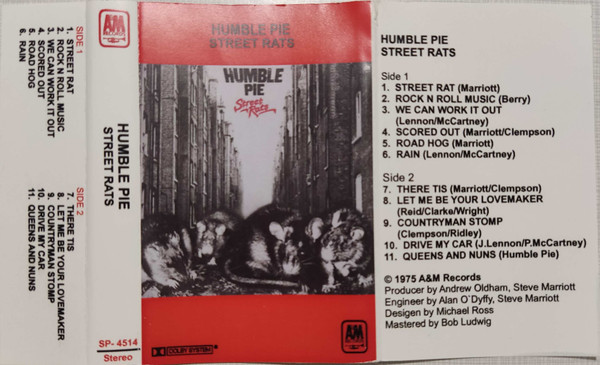 SIDE 1
1. STREET RAT
2. ROCK N ROLL MUSIC
3. WE CAN WORK IT OUT
4. SCORED OUT
5. ROAD HOG
6. RAIN
SIDE 2
7. THERE TIS
8. LET ME BE YOUR LOVEMAKER
9. COUNTRYMAN STOMP
10. DRIVE MY CAR
11. QUEENS AND NUNS
A&M
RECORDS
HUMBLE PIE
STREET RATS
SP- 4514
Stereo
HUMBLE PIE
STREET RATS
HUMBLE
PIE
Street
Rats
DOLBY SYSTEM
A&M
RECORDS
HUMBLE PIE
STREET RATS
Side 1
1. STREET RAT (Marriott)
2. ROCK N ROLL MUSIC (Berry)
3. WE CAN WORK IT OUT
(Lennon/McCartney)
4. SCORED OUT (Marriott/Clempson)
5. ROAD HOG (Marriott)
6. RAIN (Lennon/McCartney)
Side 2
7. THERE TIS (Marriott/Clempson)
8. LET ME BE YOUR LOVEMAKER
(Reid/Clarke/Wright)
9. COUNTRYMAN STOMP
(Clempson/Ridley)
10. DRIVE MY CAR (J.Lennon/P.McCartney)
11. QUEENS AND NUNS (Humble Pie)
© 1975 A&M Records
Producer by Andrew Oldham, Steve Marriott
Engineer by Alan O`Dyffy, Steve Marriott
Desigen by Michael Ross
Mastered by Bob Ludwig